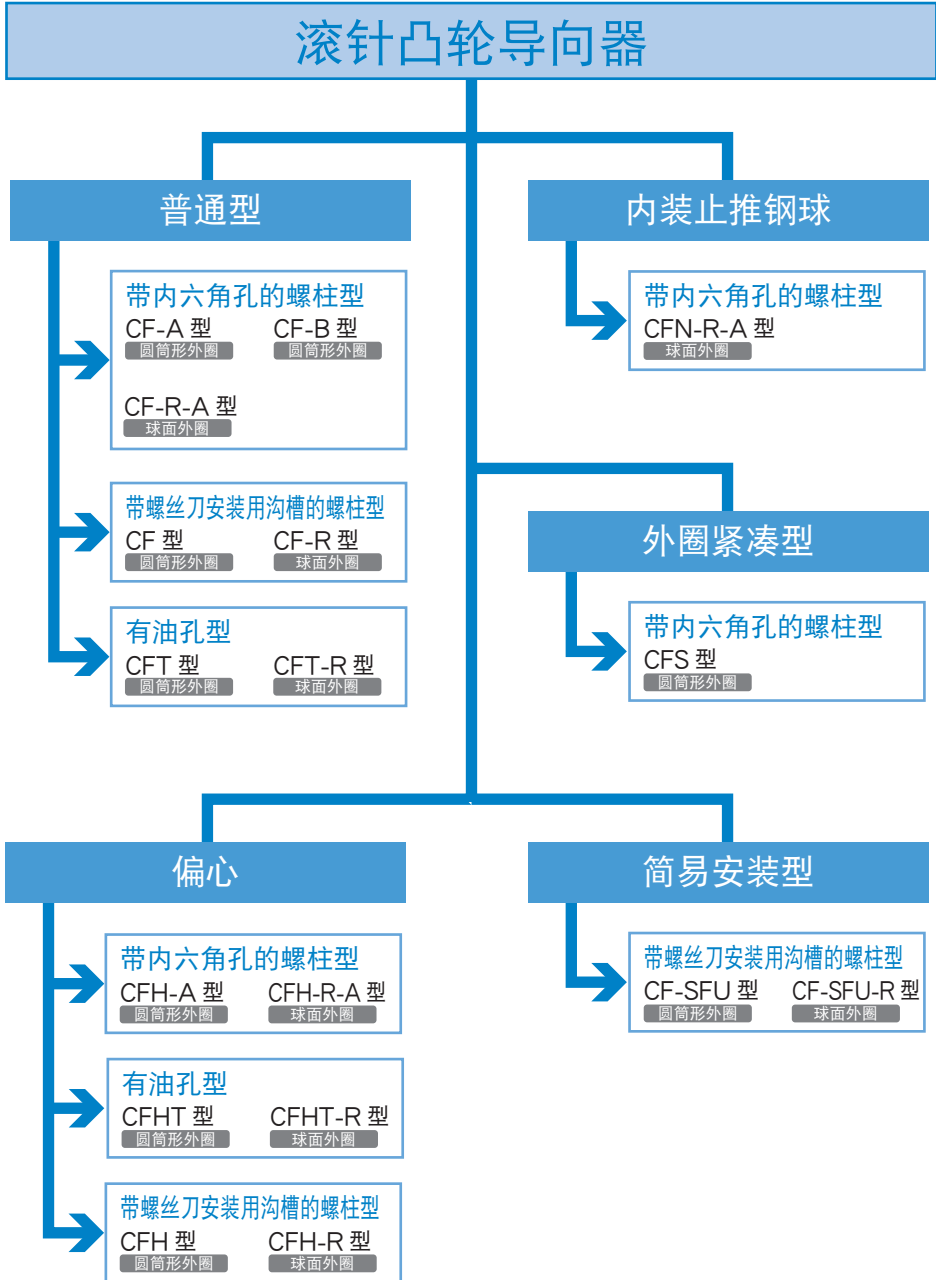 滚针凸轮导向器
普通型
带内六角孔的螺柱型
CF-A 型 CF-B 型
圆筒形外圈 圆筒形外圈
CF-R-A 型
球面外圈
带螺丝刀安装用沟槽的螺柱型
CF 型 CF-R 型
圆筒形外圈 球面外圈
有油孔型
CFT 型 CFT-R 型
圆筒形外圈 球面外圈
内装止推钢球
带内六角孔的螺柱型
CFN-R-A 型
球面外圈
外圈紧凑型
带内六角孔的螺柱型
CFS 型
圆筒形外圈
偏心
带内六角孔的螺柱型
CFH-A 型 CFH-R-A 型
圆筒形外圈 球面外圈
有油孔型
CFHT 型 CFHT-R 型
圆筒形外圈 球面外圈
带螺丝刀安装用沟槽的螺柱型
CFH 型 CFH-R 型
圆筒形外圈 球面外圈
简易安装型
带螺丝刀安装用沟槽的螺柱型
CF-SFU 型 CF-SFU-R 型
圆筒形外圈 球面外圈